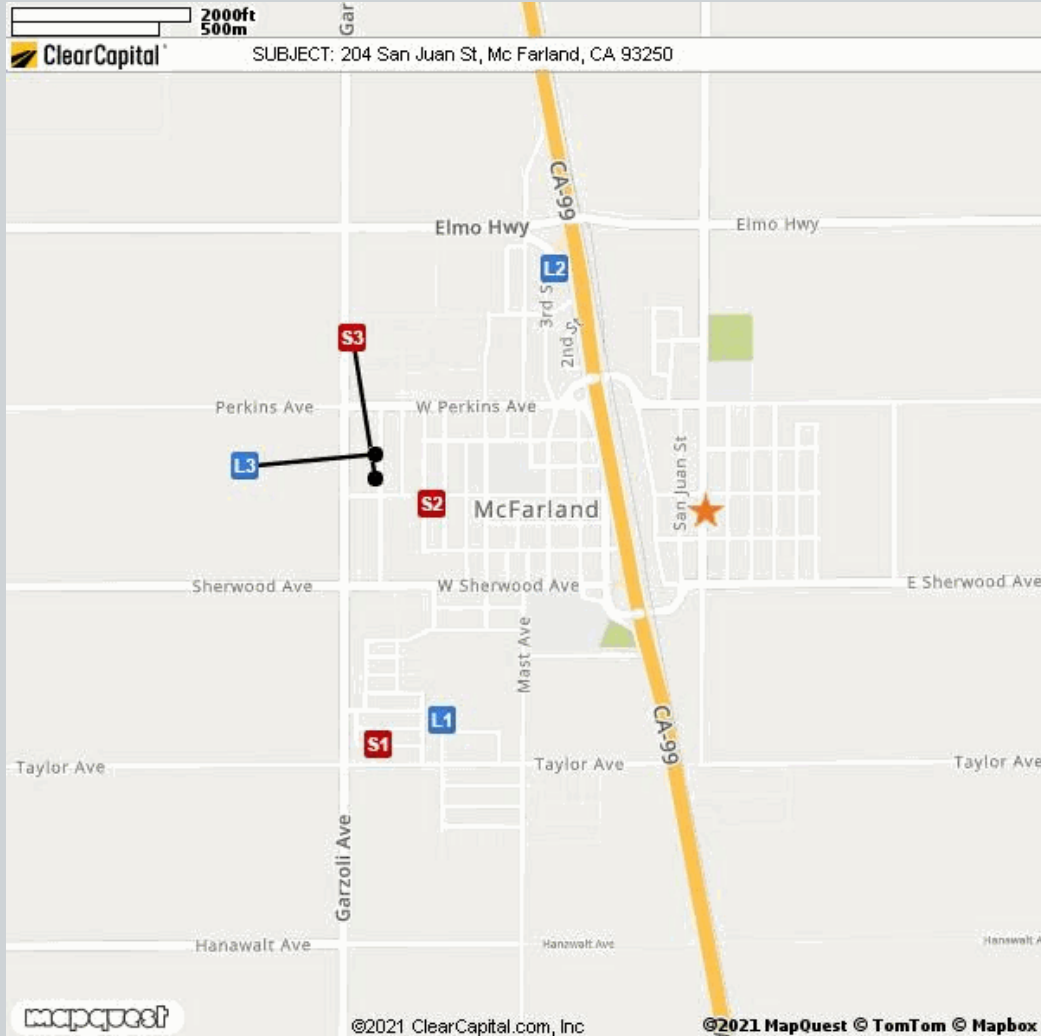 2000ft
500m
Gar
ClearCapital
SUBJECT: 204 San Juan St, Mc Farland, CA 93250
CA-99
Elmo Hwy
Elmo Hwy
L2
3rd S
2nd St
S3
Perkins Ave
W Perkins Ave
L3
S2
McFarland
San Juan St
Sherwood Ave
W Sherwood Ave
E Sherwood Ave
Mast Ave
L1
S1
CA-99
Taylor Ave
Taylor Ave
Taylor Ave
Garzoli Ave
Hanawalt Ave
Hanawalt Ave
Hanawalt A
mapquest
©2021 ClearCapital.com, Inc
©2021 MapQuest © TomTom © Mapbox